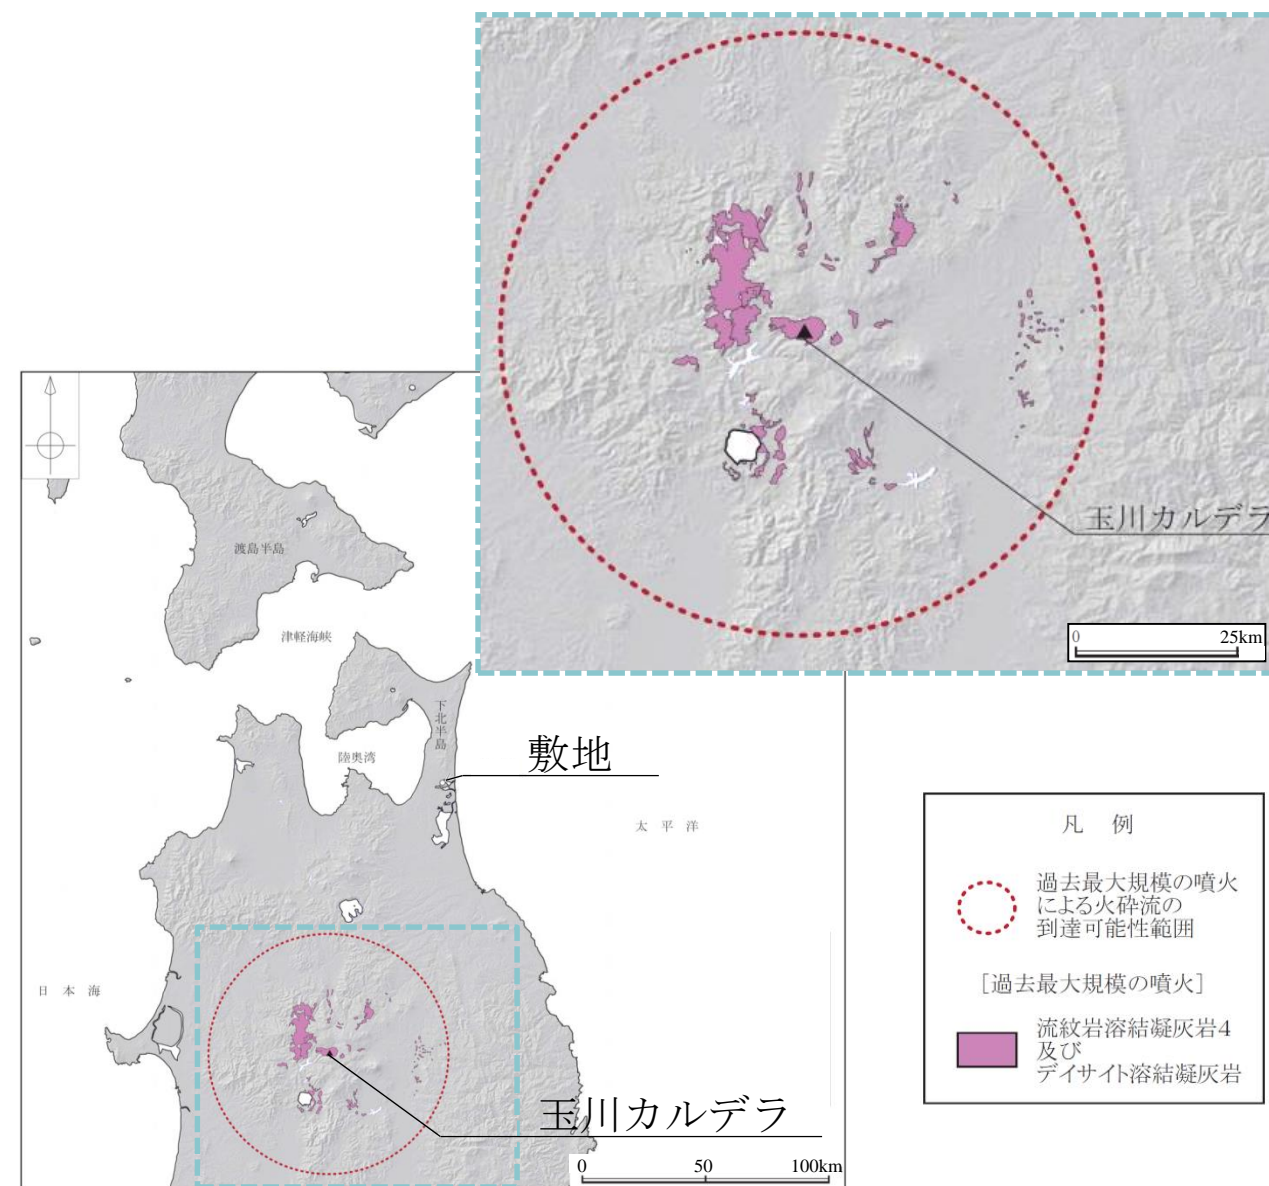 玉川カルデラ
0 25km
渡島半島
津軽海峡
下北半島
陸奥湾
敷地
太平洋
日本海
玉川カルデラ
0 50 100km
凡例
過去最大規模の噴火
による火砕流の
到達可能性範囲
[過去最大規模の噴火]
流紋岩溶結凝灰岩4
及び
デイサイト溶結凝灰岩